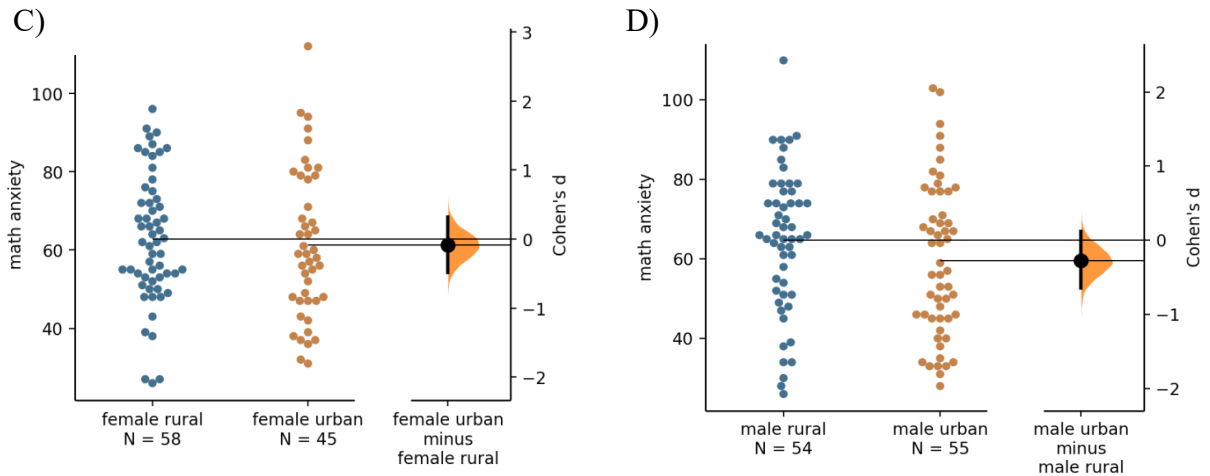 C)
math anxiety
100
80
60
40
3
2
1
0
−1
−2
Cohen's d
female rural
N = 58
female urban
N = 45
female urban
minus
female rural
D)
math anxiety
100
80
60
40
2
1
0
−1
−2
Cohen's d
male rural
N = 54
male urban
N = 55
male urban
minus
male rural